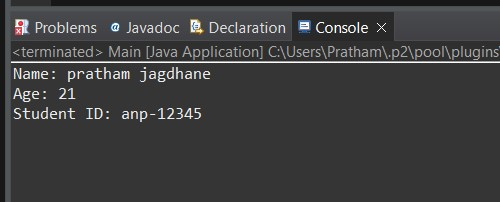 Problems @ Javadoc Declaration Console
<terminated> Main [Java Application] C:\Users\Pratham\.p2\pool\plugins\
Name: pratham jagdhane
Age: 21
Student ID: anp-12345